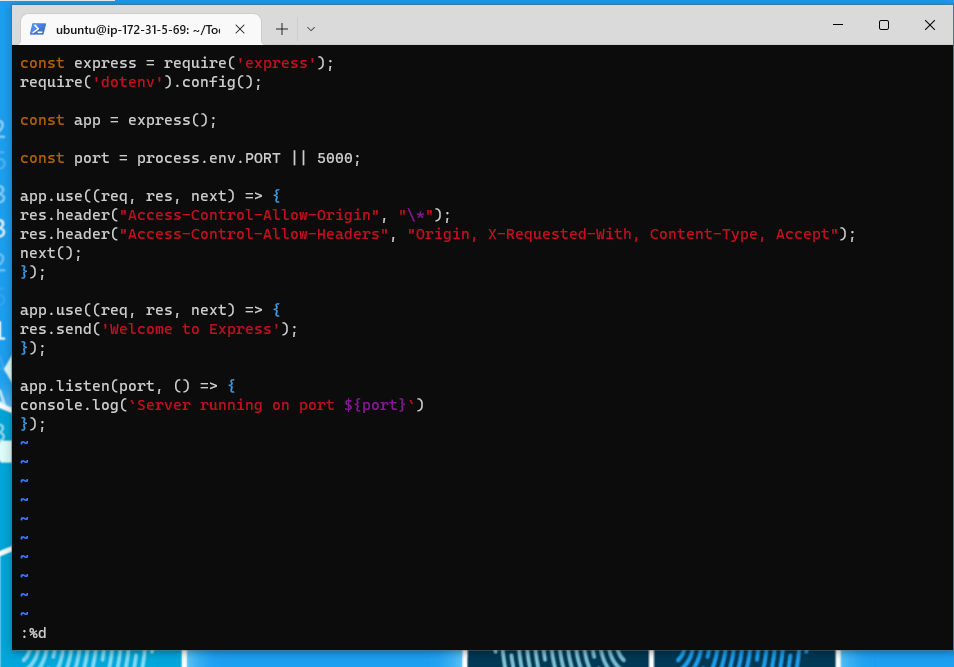 ubuntu@ip-172-31-5-69: ~/To
const express = require('express');
require('dotenv').config();
const app = express();
const port = process.env.PORT || 5000;
app.use((req, res, next) => {
res.header("Access-Control-Allow-Origin", "\*");
res.header("Access-Control-Allow-Headers", "Origin, X-Requested-With, Content-Type, Accept");
next();
});
app.use((req, res, next) => {
res.send('Welcome to Express');
});
app.listen(port, () => {
console.log(`Server running on port ${port}`)
});
~
~
~
~
~
~
~
~
~
~
:%d